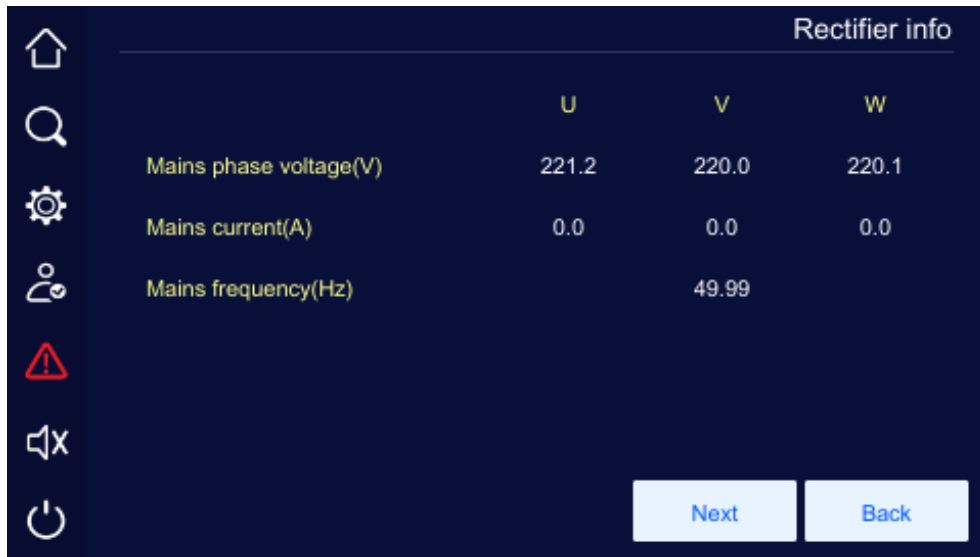 Rectifier info
U V W
Mains phase voltage(V) 221.2 220.0 220.1
Mains current(A) 0.0 0.0 0.0
Mains frequency(Hz) 49.99
Next Back